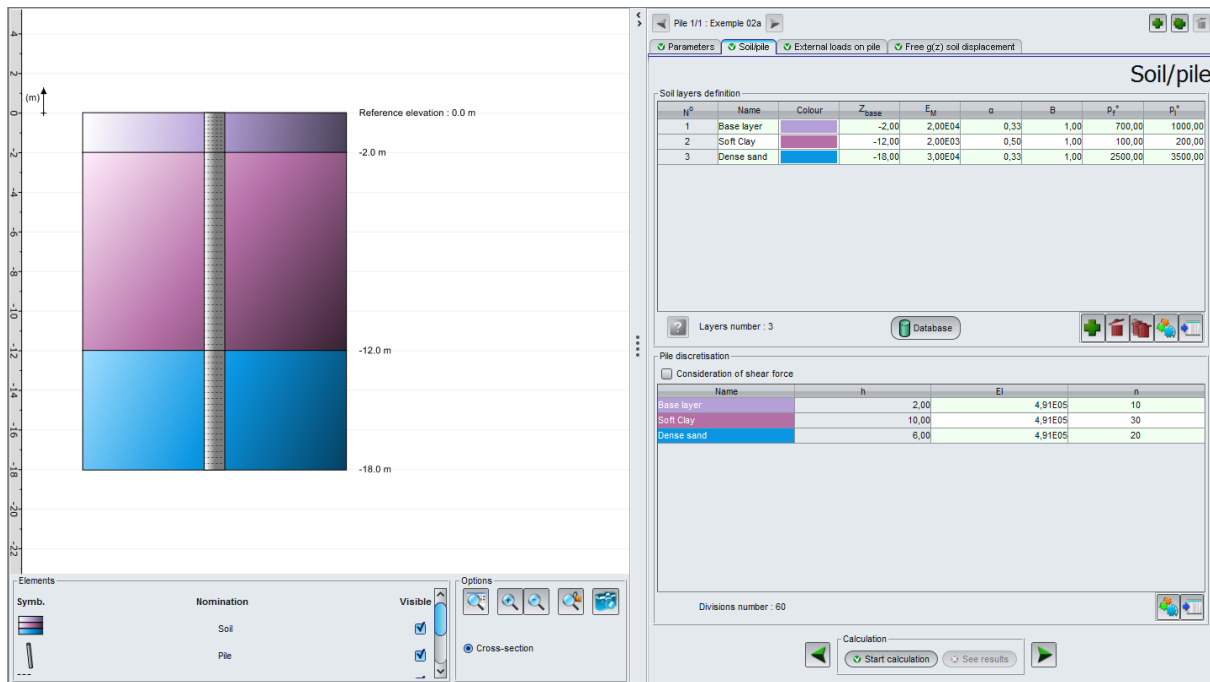 4
2
(m)
0
-2
-4
-6
-8
-10
-12
-14
-16
-18
-20
-22
Reference elevation : 0.0 m
-2.0 m
-12.0 m
-18.0 m
Elements
Symb. Nomination Visible
Soil
Pile
Options
Cross-section
Pile 1/1 : Exemple 02a
Parameters Soil/pile External loads on pile Free g(z) soil displacement
Soil/pile
Soil layers definition
N° Name Colour Zbase EM α B pf* pl*
1 Base layer -2,00 2,00E04 0,33 1,00 700,00 1000,00
2 Soft Clay -12,00 2,00E03 0,50 1,00 100,00 200,00
3 Dense sand -18,00 3,00E04 0,33 1,00 2500,00 3500,00
? Layers number : 3 Database
Pile discretisation
Consideration of shear force
Name h EI n
Base layer 2,00 4,91E05 10
Soft Clay 10,00 4,91E05 30
Dense sand 6,00 4,91E05 20
Divisions number : 60
Calculation
Start calculation See results